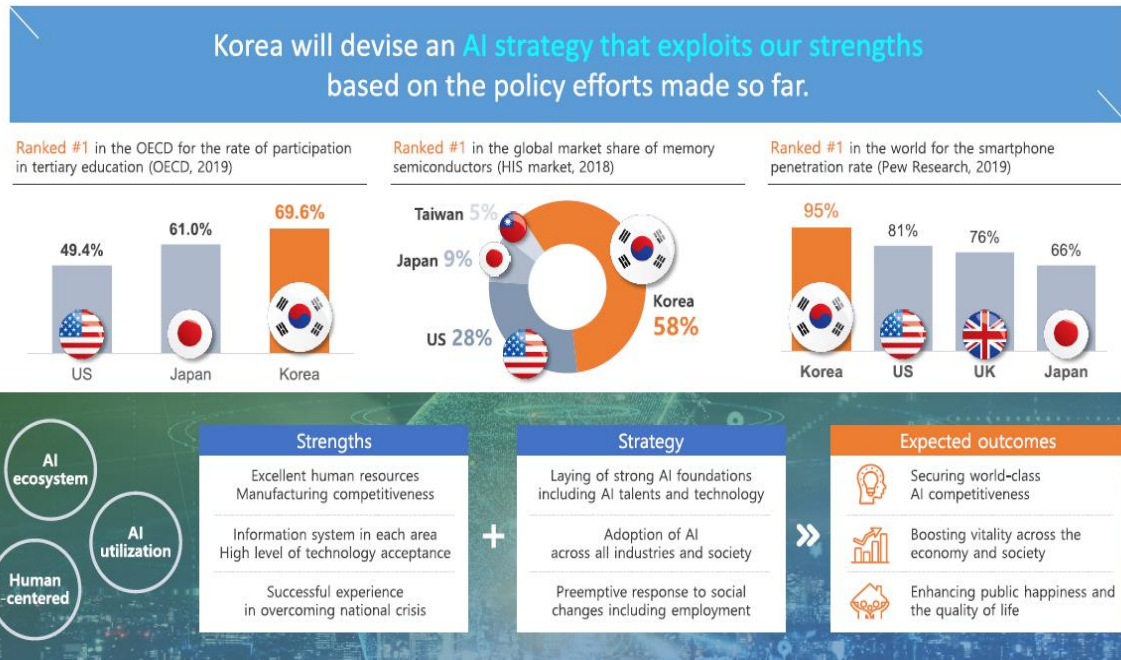 Korea will devise an AI strategy that exploits our strengths
based on the policy efforts made so far.
Ranked #1 in the OECD for the rate of participation
in tertiary education (OECD, 2019)
49.4%
61.0%
69.6%
US
Japan
Korea
Ranked #1 in the global market share of memory
semiconductors (HIS market, 2018)
Taiwan 5%
Japan 9%
US 28%
Korea
58%
Ranked #1 in the world for the smartphone
penetration rate (Pew Research, 2019)
95%
81%
76%
66%
Korea
US
UK
Japan
AI
ecosystem
AI
utilization
Human
-centered
Strengths
Excellent human resources
Manufacturing competitiveness
Information system in each area
High level of technology acceptance
Successful experience
in overcoming national crisis
+
Strategy
Laying of strong AI foundations
including AI talents and technology
Adoption of AI
across all industries and society
Preemptive response to social
changes including employment
»
Expected outcomes
Securing world-class
AI competitiveness
Boosting vitality across the
economy and society
Enhancing public happiness and
the quality of life